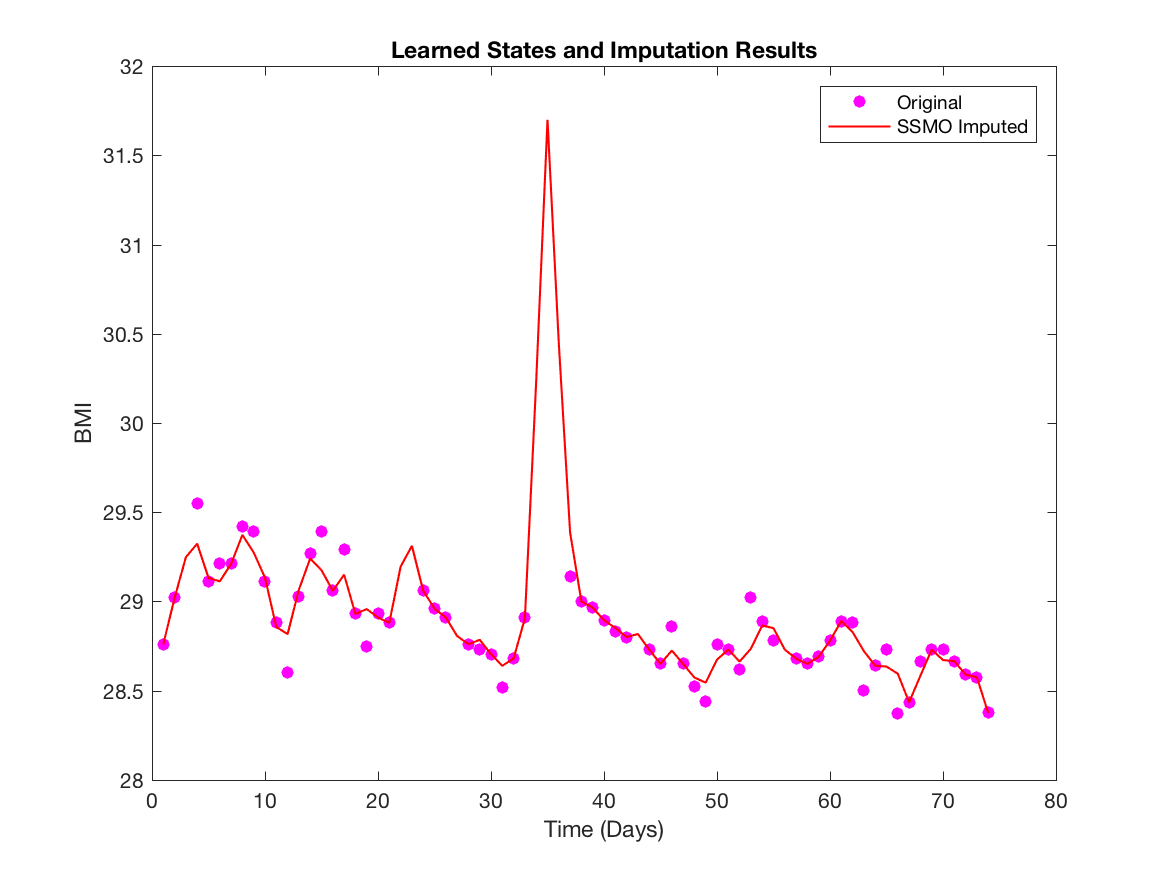 Learned States and Imputation Results
Original
SSMO Imputed
BMI
32
31.5
31
30.5
30
29.5
29
28.5
28
0 10 20 30 40 50 60 70 80
Time (Days)